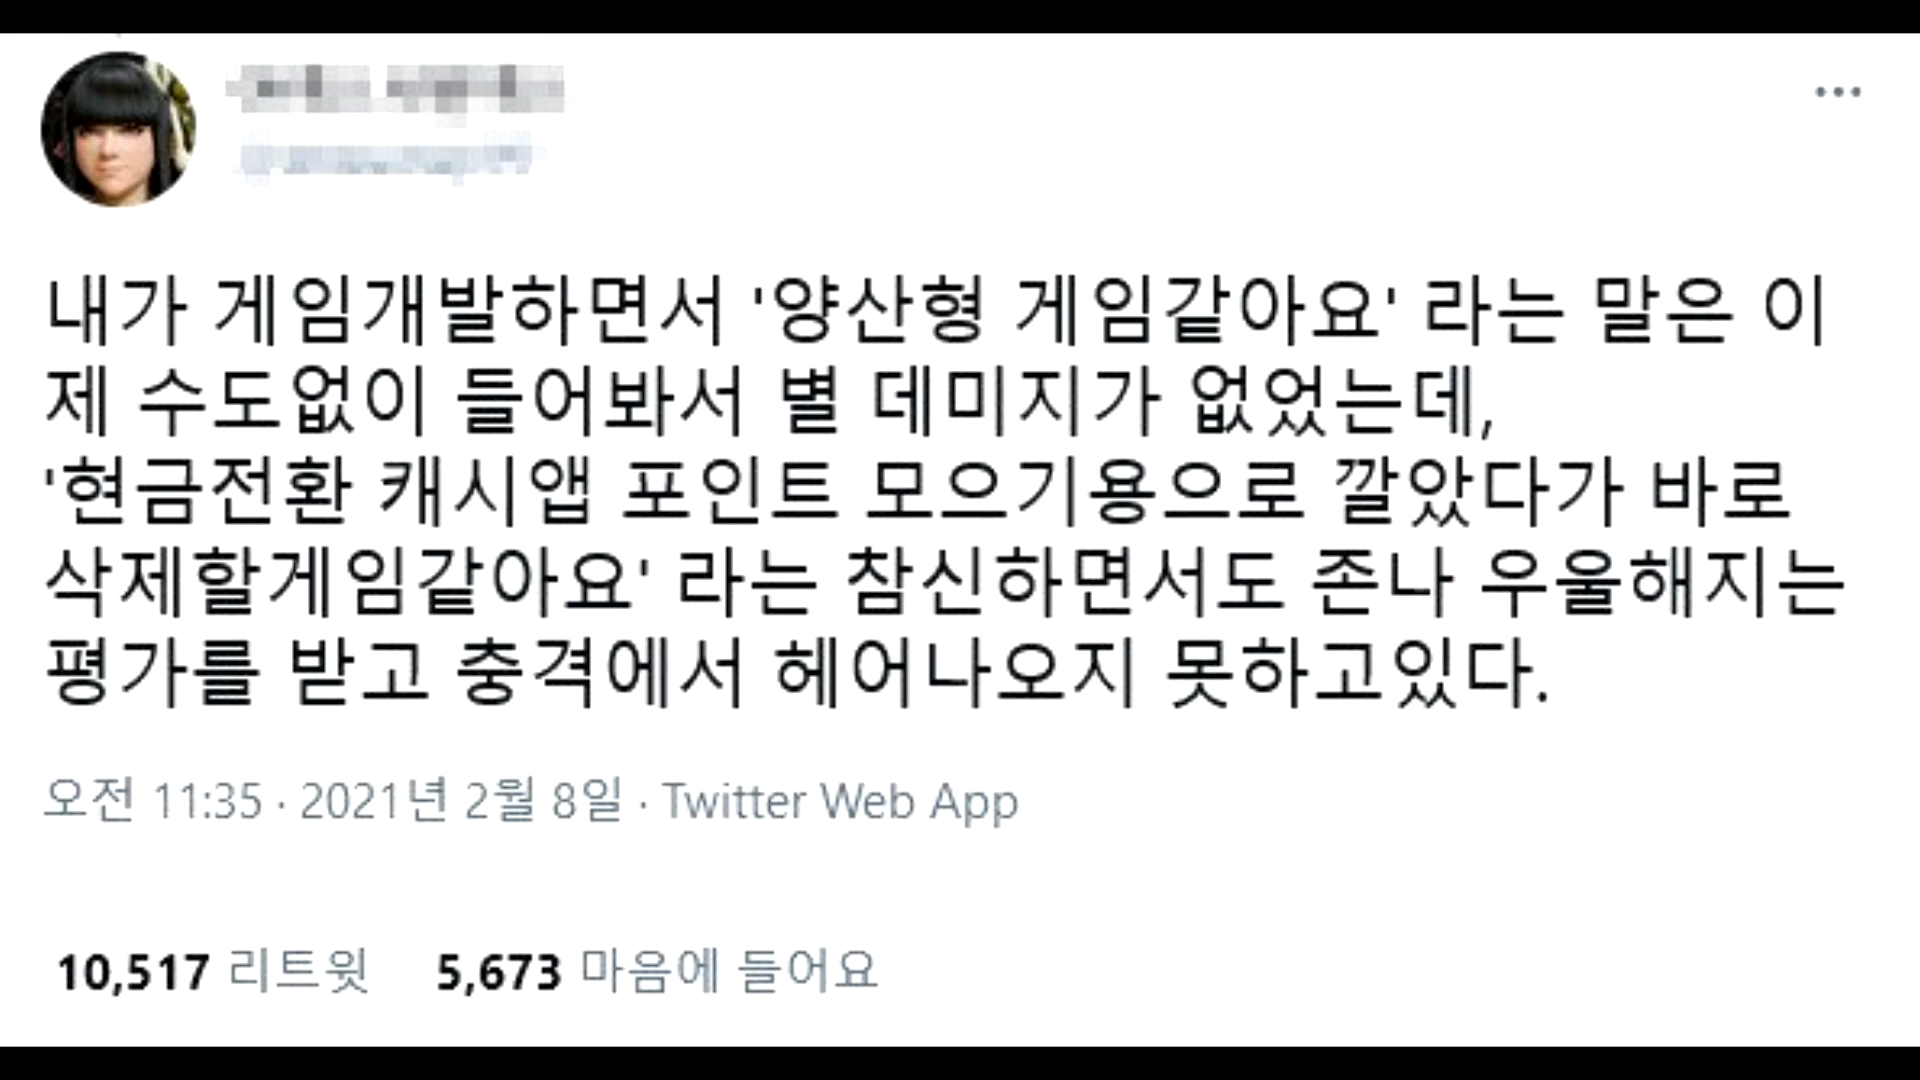 내가 게임개발하면서 '양산형 게임같아요' 라는 말은 이
제 수도없이 들어봐서 별 데미지가 없었는데,
'현금전환 캐시앱 포인트 모으기용으로 깔았다가 바로
삭제할게임같아요' 라는 참신하면서도 존나 우울해지는
평가를 받고 충격에서 헤어나오지 못하고있다.
오전 11:35 · 2021년 2월 8일 · Twitter Web App
10,517 리트윗 5,673 마음에 들어요